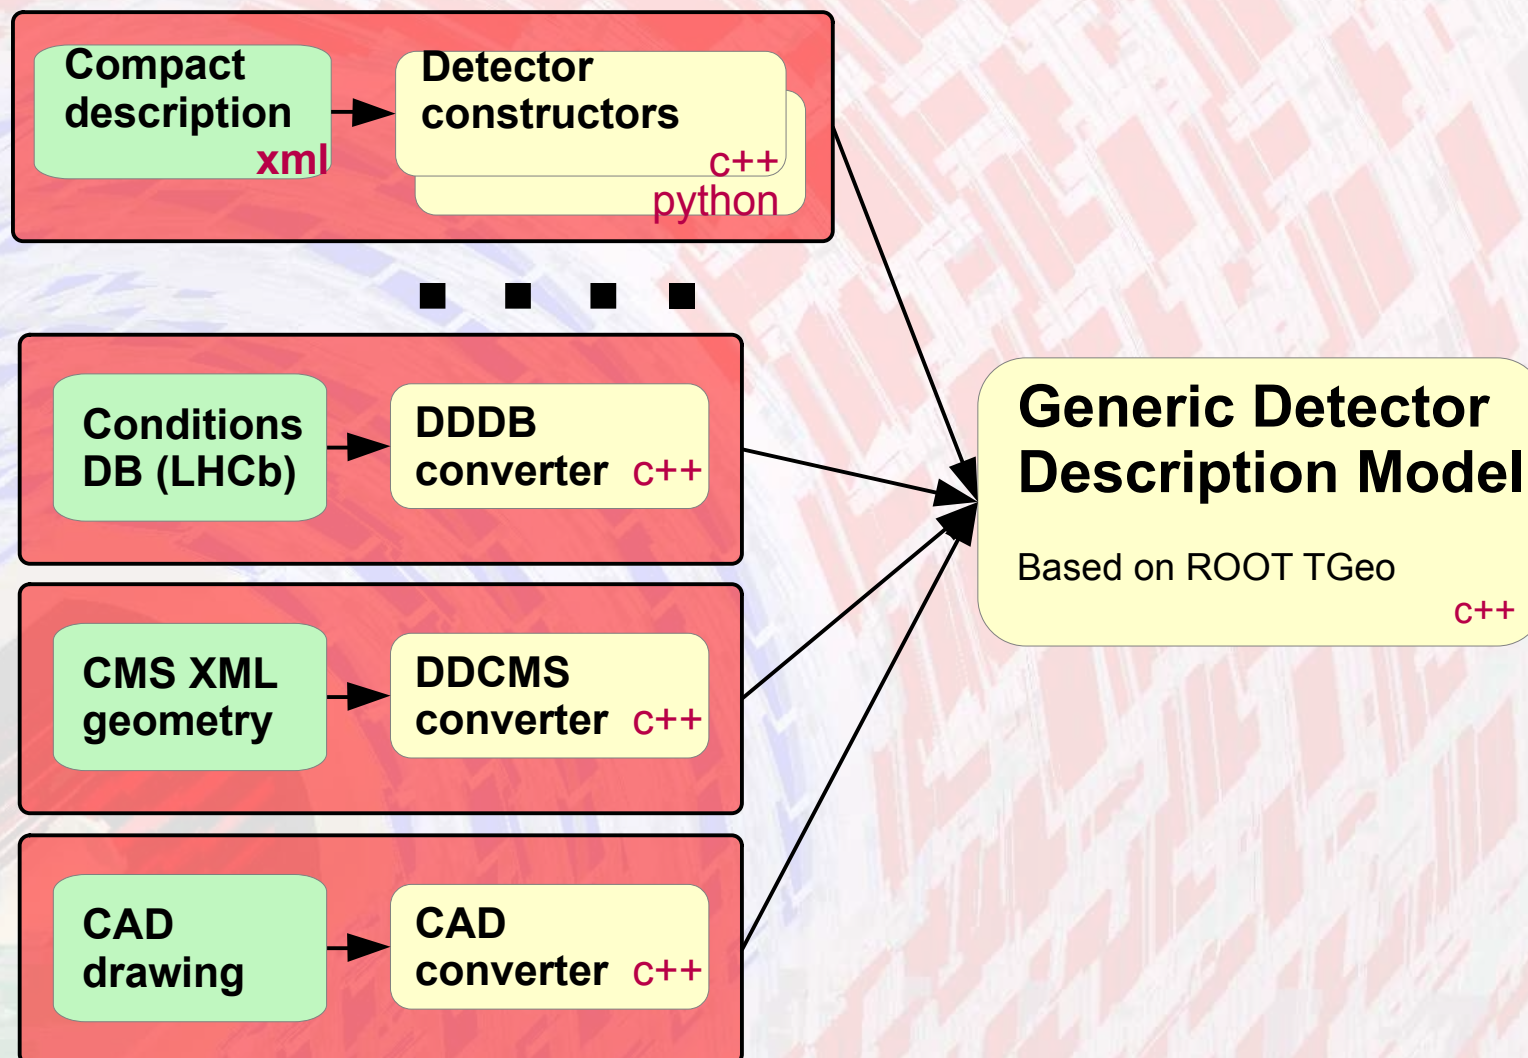 Compact
description
xml
Detector
constructors
c++
python
Conditions
DB (LHCb)
DDDB
converter c++
CMS XML
geometry
DDCMS
converter c++
CAD
drawing
CAD
converter c++
Generic Detector
Description Model
Based on ROOT TGeo
c++